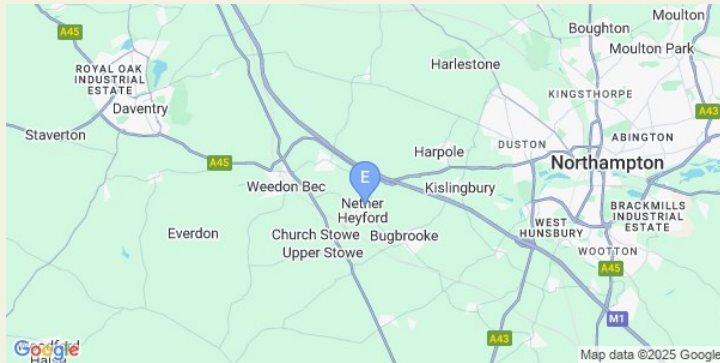 A45
ROYAL OAK
INDUSTRIAL
ESTATE
Daventry
Staverton
A45
Weedon Bec
Everdon
Church Stowe
Upper Stowe
E
Nether
Heyford
Bugbrooke
Kislingbury
Harpole
Harlestone
Boughton
Moulton
Moulton Park
KINGSTHORPE
A43
ABINGTON
DUSTON
Northampton
BRACKMILLS
INDUSTRIAL
ESTATE
WEST
HUNSBURY
WOOTTON
A45
M1
A43
Google
Map data ©2025 Google